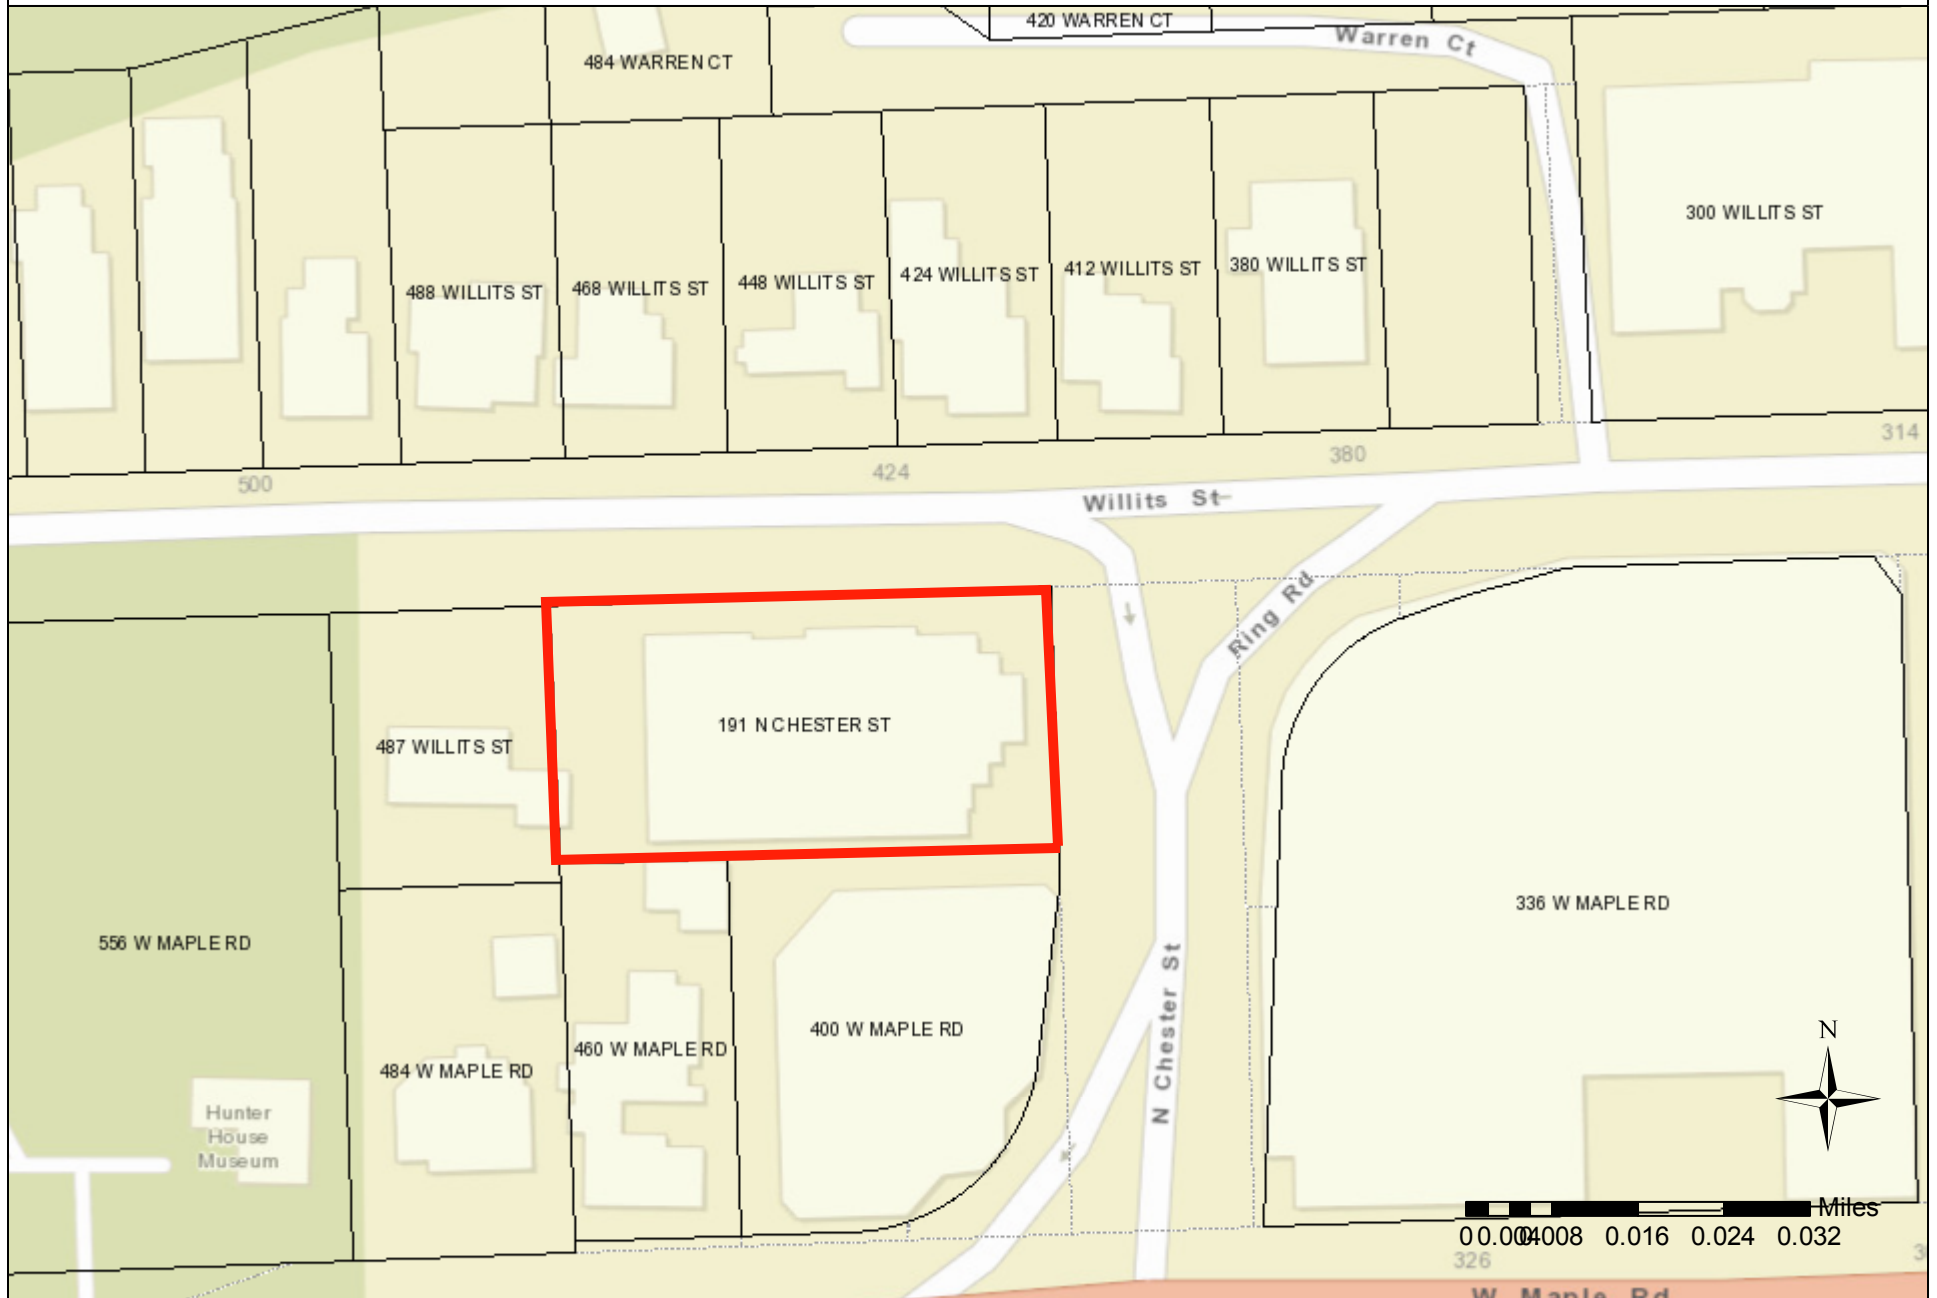 420 WARREN CT
Warren Ct
484 WARREN CT
300 WILLITS ST
488 WILLITS ST
468 WILLITS ST
448 WILLITS ST
424 WILLITS ST
412 WILLITS ST
380 WILLITS ST
314
380
424
500
Willits St
Ring Rd
191 N CHESTER ST
487 WILLITS ST
336 W MAPLE RD
556 W MAPLE RD
N Chester St
400 W MAPLE RD
460 W MAPLE RD
484 W MAPLE RD
N
Hunter
House
Museum
Miles
0 0.004 0.008 0.016 0.024 0.032
326
W Maple Rd